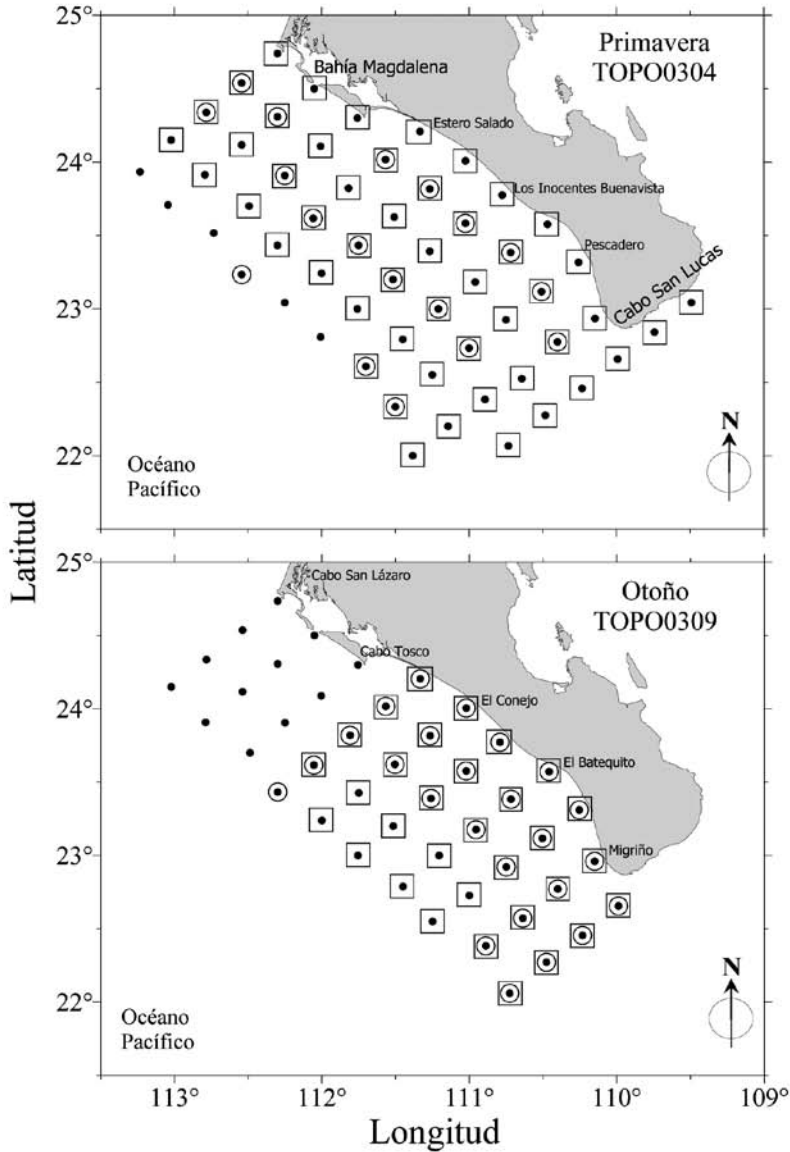 25°
24°
23°
22°
Primavera
TOPO0304
Bahía Magdalena
Estero Salado
Los Inocentes Buenavista
Pescadero
Cabo San Lucas
Océano
Pacífico
N
Latitud
25°
24°
23°
22°
Cabo San Lázaro
Otoño
TOPO0309
Cabo Tosco
El Conejo
El Batequito
Migriño
Océano
Pacífico
N
113°
112°
111°
110°
109°
Longitud